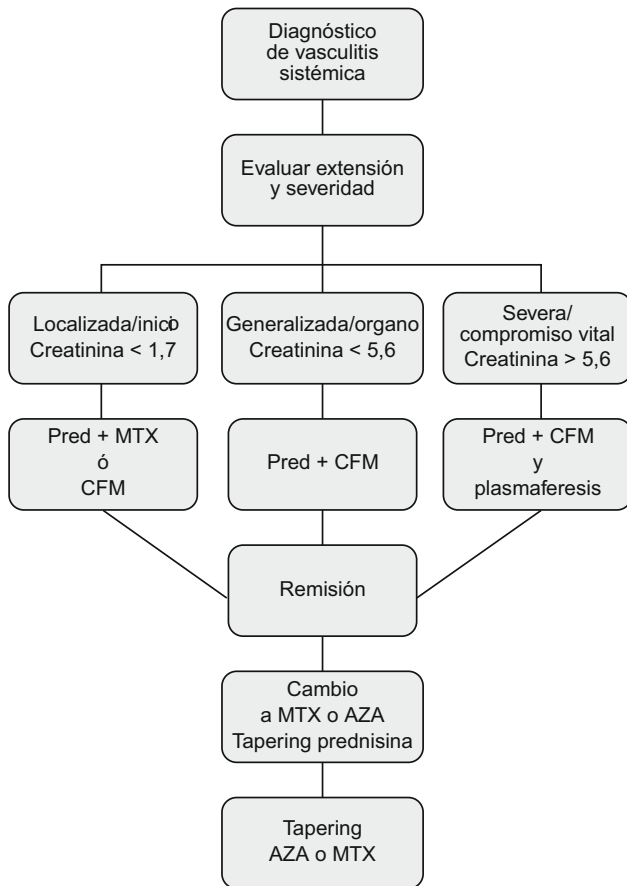 Diagnóstico
de vasculitis
sistémica
Evaluar extensión
y severidad
Localizada/inició
Creatinina < 1,7
Generalizada/organo
Creatinina < 5,6
Severa/
compromiso vital
Creatinina > 5,6
Pred + MTX
ó
CFM
Pred + CFM
Pred + CFM
y
plasmaferesis
Remisión
Cambio
a MTX o AZA
Tapering prednisina
Tapering
AZA o MTX